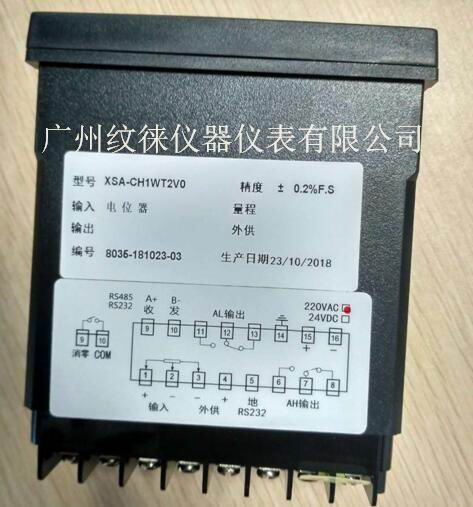 广州纹徕仪器仪表有限公司
型号 XSA-CH1WT2V0 精度 ± 0.2%F.S
输入 电位器 量程
输出 外供
编号 8035-181023-03 生产日期23/10/2018
RS485 A+ B- 220VAC
RS232 收 发 AL输出 24VDC
9 10 11 12 13 14 15 16
+ −
9 10
消零 COM
1 2 3 4 5 6 7 8
+ − − + 地
输入 外供 RS232 AH输出